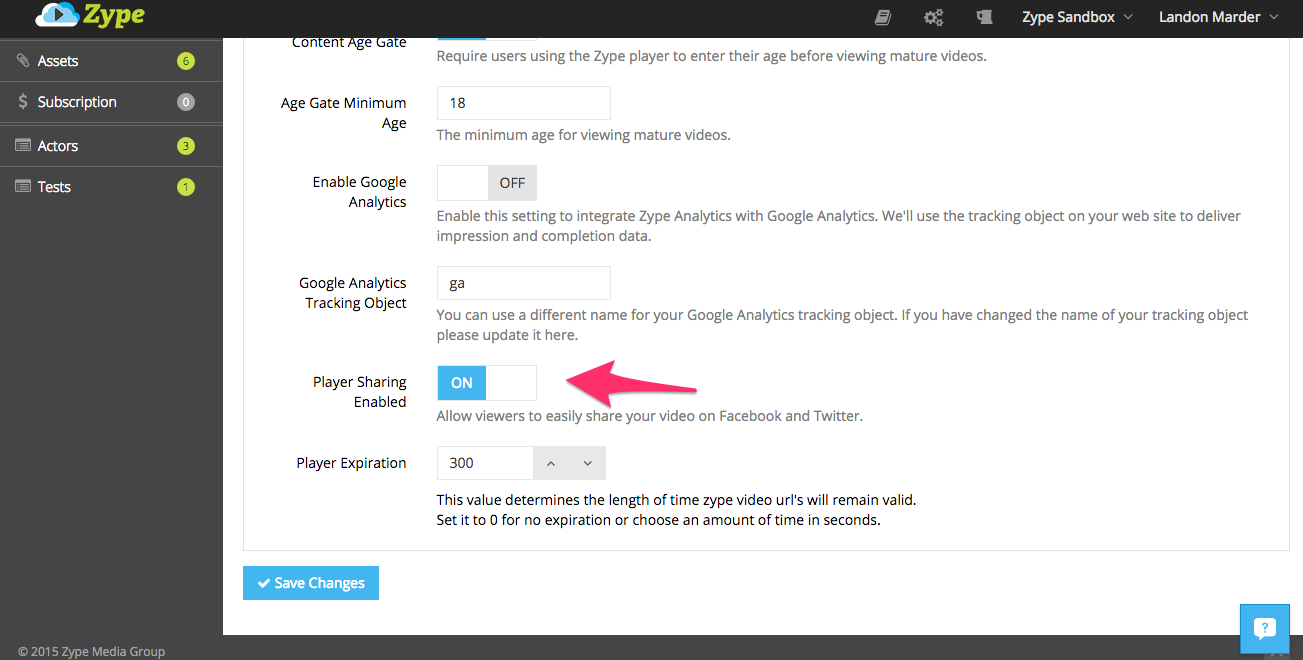 Zype
Zype Sandbox
Landon Marder
Assets 6
Subscription 0
Actors 3
Tests 1
Content Age Gate
Require users using the Zype player to enter their age before viewing mature videos.
Age Gate Minimum
Age
18
The minimum age for viewing mature videos.
Enable Google
Analytics
OFF
Enable this setting to integrate Zype Analytics with Google Analytics. We'll use the tracking object on your web site to deliver
impression and completion data.
Google Analytics
Tracking Object
ga
You can use a different name for your Google Analytics tracking object. If you have changed the name of your tracking object
please update it here.
Player Sharing
Enabled
ON
Allow viewers to easily share your video on Facebook and Twitter.
Player Expiration
300
This value determines the length of time zype video url's will remain valid.
Set it to 0 for no expiration or choose an amount of time in seconds.
Save Changes
?
© 2015 Zype Media Group